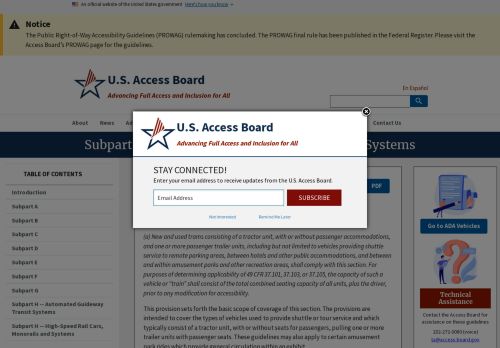 An official website of the United States government Here's how you know
Notice
The Public Right-of-Way Accessibility Guidelines (PROWAG) rulemaking has concluded. The PROWAG final rule has been published in the Federal Register. Please visit the
Access Board's PROWAG page for the guidelines.
U.S. Access Board
Advancing Full Access and Inclusion for All
En Español
About
News
Contact Us
Subpart
Systems
U.S. Access Board
Advancing Full Access and Inclusion for All
STAY CONNECTED!
Enter your email address to receive updates from the U.S. Access Board.
Email Address
SUBSCRIBE
Not Interested
Remind Me Later
TABLE OF CONTENTS
Introduction
Subpart A
Subpart B
Subpart C
Subpart D
Subpart E
Subpart F
Subpart G
Subpart H -- Automated Guideway
Transit Systems
Subpart H -- High-Speed Rail Cars,
Monorails and Systems
PDF
(a) New and used trams consisting of a tractor unit, with or without passenger accommodations,
and one or more passenger trailer units, including but not limited to vehicles providing shuttle
service to remote parking areas, between hotels and other public accommodations, and between
and within amusement parks and other recreation areas, shall comply with this section. For
purposes of determining applicability of 49 CFR 37.101, 37.103, or 37.105, the capacity of such a
vehicle or "train" shall consist of the total combined seating capacity of all units, plus the driver,
prior to any modification for accessibility.
This provision sets forth the basic scope of coverage of this section. The provisions are
intended to cover the types of vehicles used to provide shuttle or tour service and which
typically consist of a tractor unit, with or without seats for passengers, pulling one or more
trailer units with passenger seats. These guidelines may also apply to certain amusement
park rides which provide general circulation within an exhibit.
Go to ADA Vehicles
Technical
Assistance
Contact the Access Board for
assistance on these guidelines
202-272-0080 (voice)
ta@access-board.gov